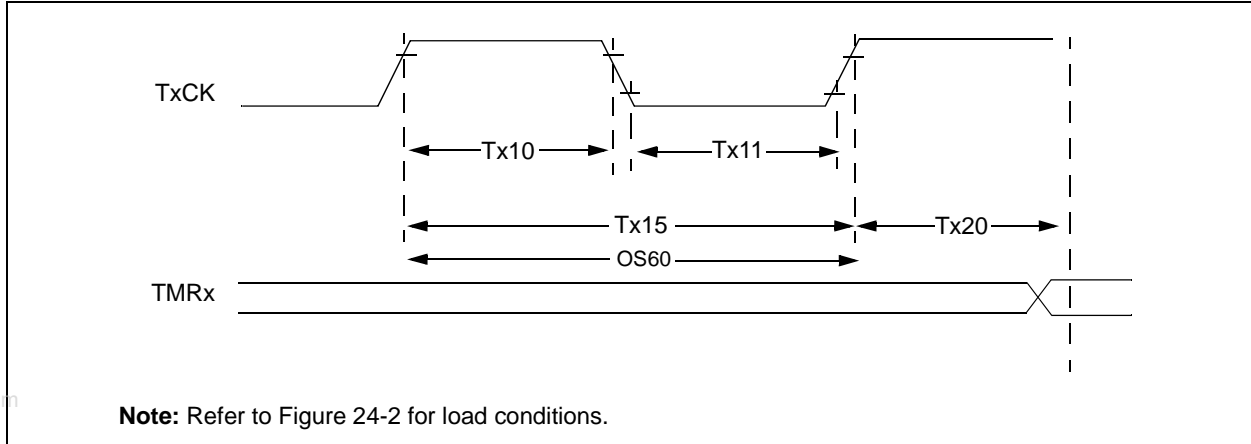 TxCK
Tx10
Tx11
Tx15
Tx20
OS60
TMRx
m
Note: Refer to Figure 24-2 for load conditions.